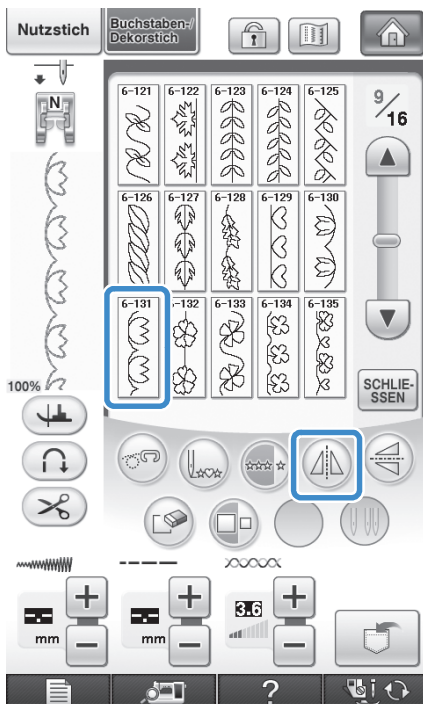 Nutzstich
Buchstaben-/
Dekorstich
N
6-121 6-122 6-123 6-124 6-125
9/16
6-126 6-127 6-128 6-129 6-130
6-131 6-132 6-133 6-134 6-135
100%
SCHLIE-
SSEN
-.-- -.-- 3.6
mm mm
? i